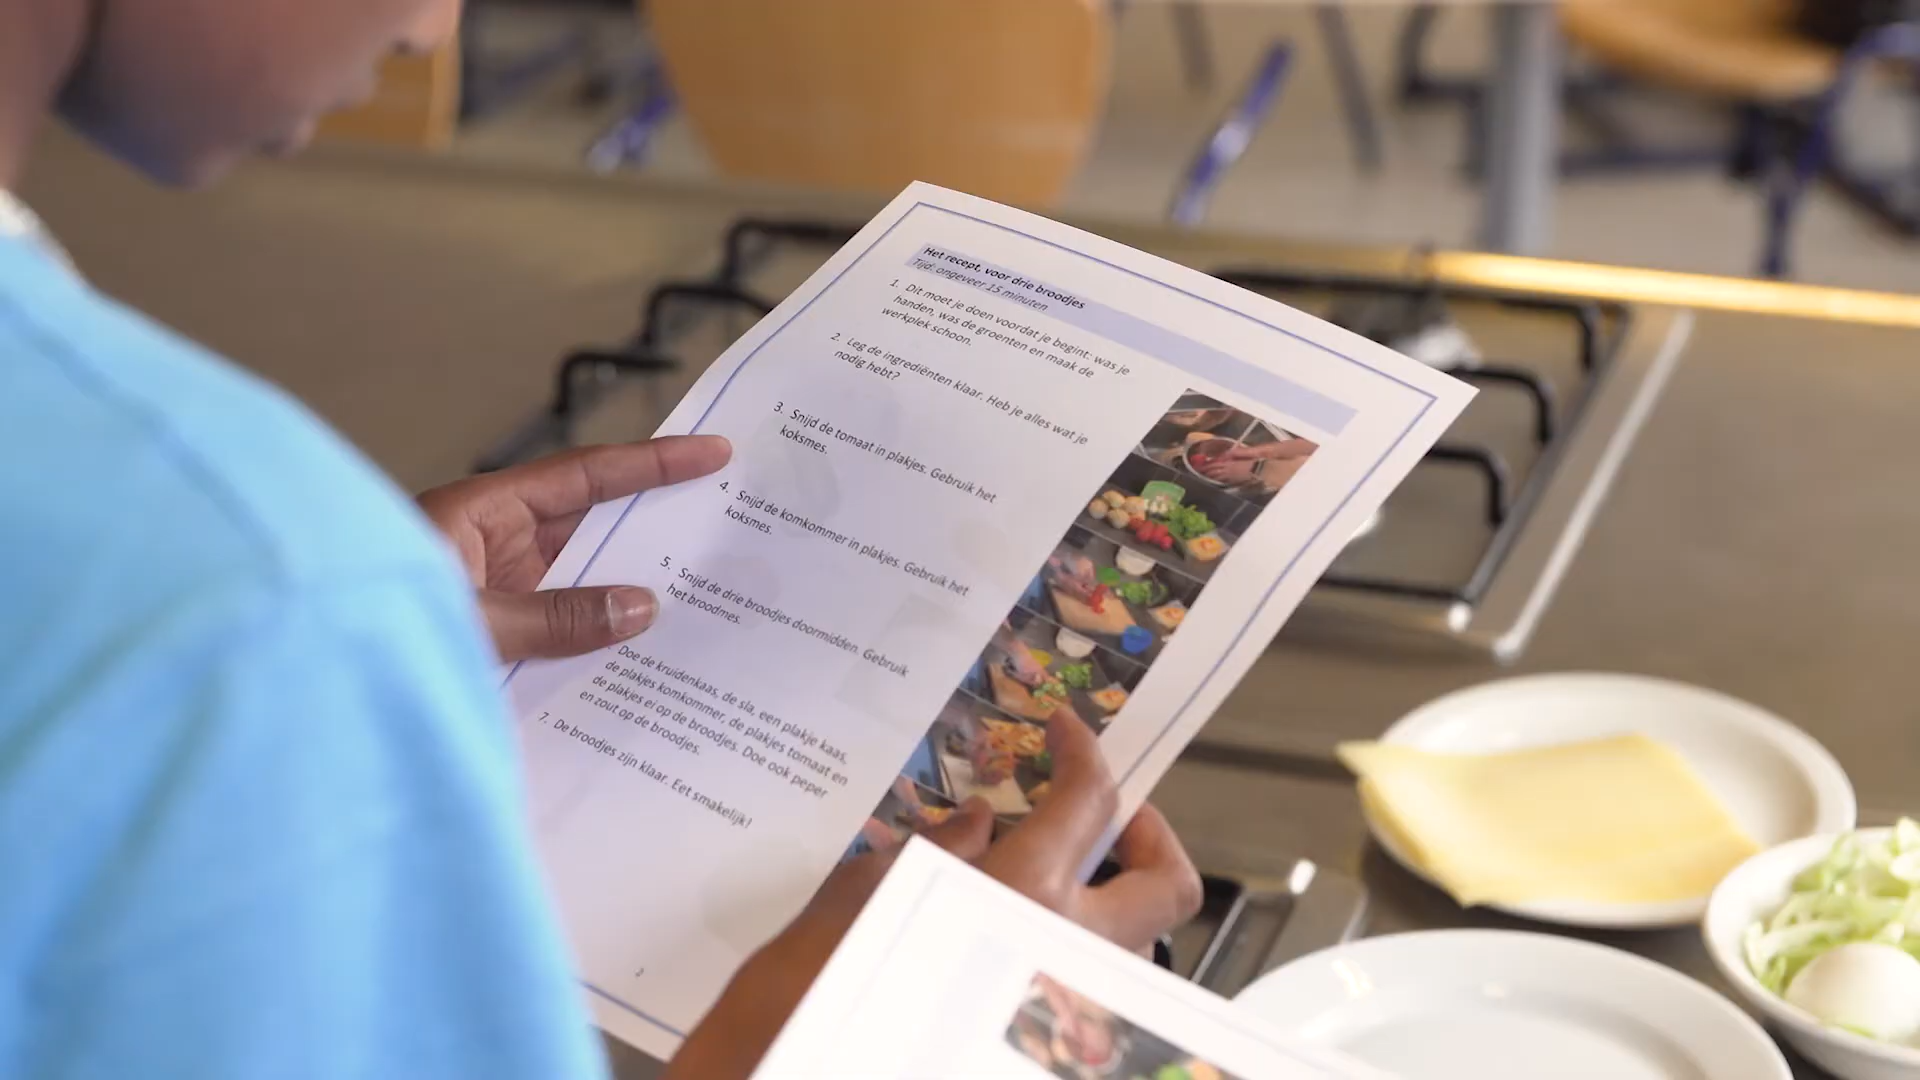 Het recept, voor drie broodjes
Tijd: ongeveer 15 minuten
1. Dit moet je doen voordat je begint: was je
handen, was de groenten en maak de
werkplek schoon.
2. Leg de ingrediënten klaar. Heb je alles wat je
nodig hebt?
3. Snijd de tomaat in plakjes. Gebruik het
koksmes.
4. Snijd de komkommer in plakjes. Gebruik het
koksmes.
5. Snijd de drie broodjes doormidden. Gebruik
het broodmes.
Doe de kruidenkaas, de sla, een plakje kaas,
de plakjes komkommer, de plakjes tomaat en
de plakjes ei op de broodjes. Doe ook peper
en zout op de broodjes.
7. De broodjes zijn klaar. Eet smakelijk!
2